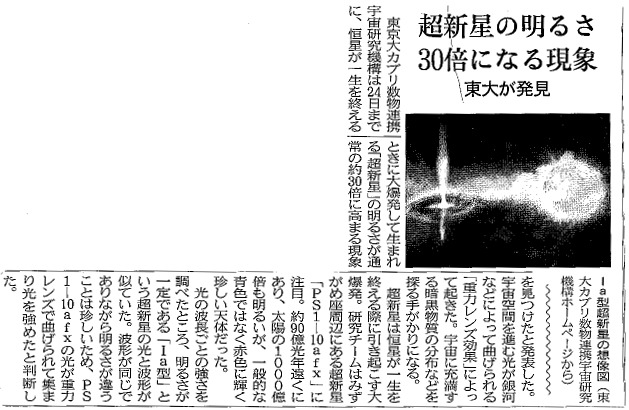 超新星の明るさ
30倍になる現象
東大が発見
東京大カブリ数物連携
宇宙研究機構は24日まで
に、恒星が一生を終える
ときに大爆発して生まれ
る「超新星」の明るさが通
常の約30倍に高まる現象
Ia型超新星の想像図（東
大カブリ数物連携宇宙研究
機構ホームページから）
を見つけたと発表した。
宇宙空間を進む光が銀河
などによって曲げられる
「重力レンズ効果」によっ
て起きた。宇宙に充満す
る暗黒物質の分布などを
探る手がかりになる。
超新星は恒星が一生を
終える際に引き起こす大
爆発。研究チームはみず
がめ座周辺にある超新星
「PS1―10afx」に
注目。約90億光年遠くに
あり、太陽の1000億
倍も明るいが、一般的な
青色ではなく赤色に輝く
珍しい天体だった。
光の波長ごとの強さを
調べたところ、明るさが
一定である「Ia型」と
いう超新星の光と波形が
似ていた。波形が同じで
ありながら明るさが違う
ことは珍しいため、PS
1―10afxの光が重力
レンズで曲げられて集ま
り光を強めたと判断し
た。